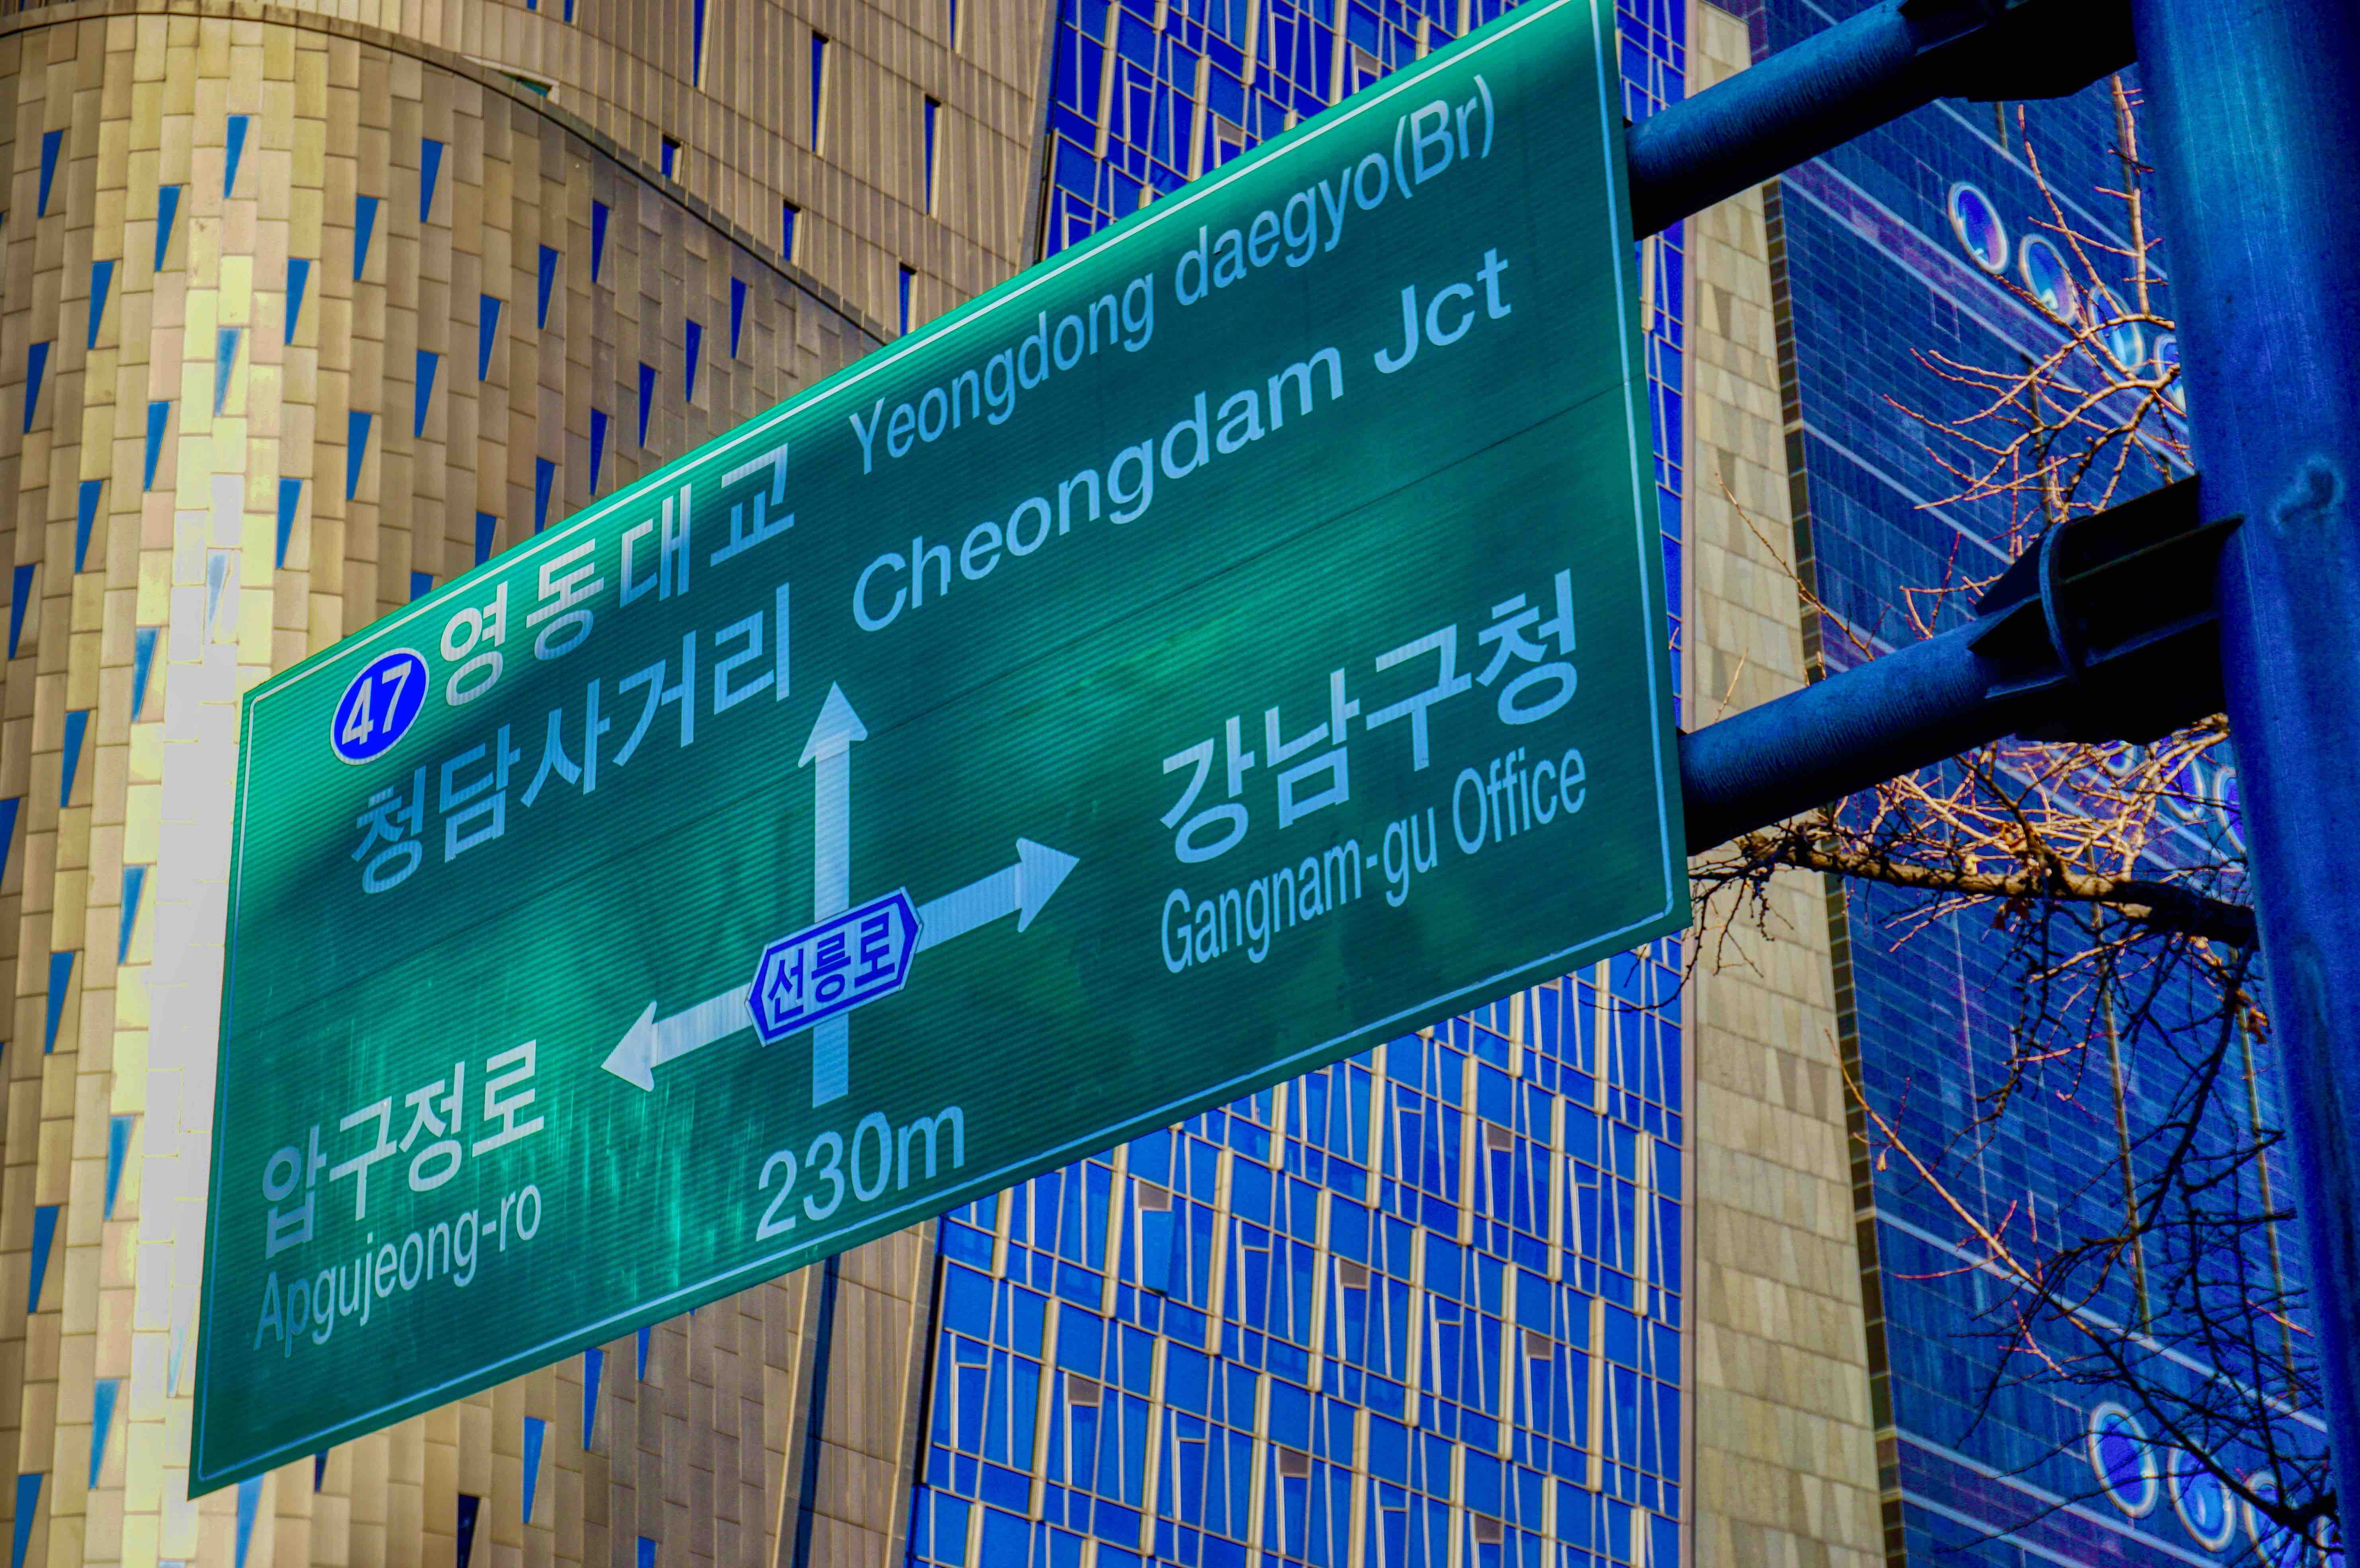 47 영동대교 Yeongdong daegyo(Br)
청담사거리 Cheongdam Jct
강남구청
Gangnam-gu Office
선릉로
압구정로
Apgujeong-ro
230m